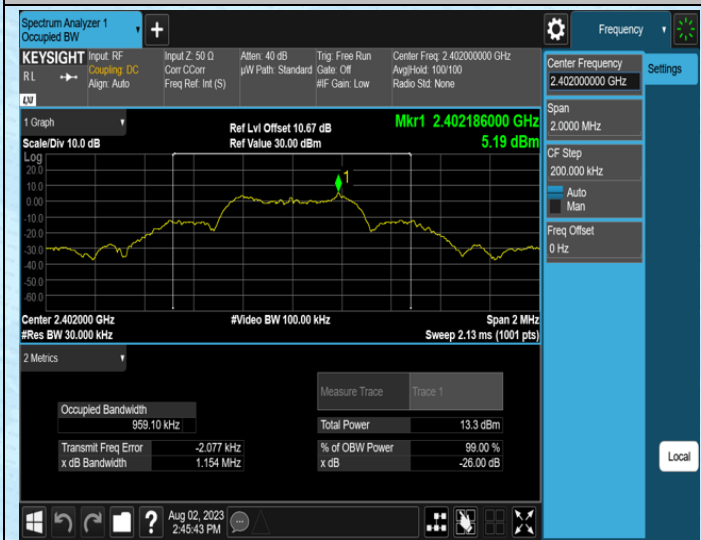 Spectrum Analyzer 1
Occupied BW
+
Frequency
KEYSIGHT
RL
LXI
Input: RF
Coupling: DC
Align: Auto
Input Z: 50 Ω
Corr CCorr
Freq Ref: Int (S)
Atten: 40 dB
µW Path: Standard
Trig: Free Run
Gate: Off
#IF Gain: Low
Center Freq: 2.402000000 GHz
Avg|Hold: 100/100
Radio Std: None
Center Frequency
2.402000000 GHz
Settings
Span
2.0000 MHz
CF Step
200.000 kHz
Auto
Man
Freq Offset
0 Hz
1 Graph
Scale/Div 10.0 dB
Ref Lvl Offset 10.67 dB
Ref Value 30.00 dBm
Mkr1 2.402186000 GHz
5.19 dBm
Log
20.0
10.0
0.00
-10.0
-20.0
-30.0
-40.0
-50.0
-60.0
1
Center 2.402000 GHz
#Res BW 30.000 kHz
#Video BW 100.00 kHz
Span 2 MHz
Sweep 2.13 ms (1001 pts)
2 Metrics
Measure Trace Trace 1
Occupied Bandwidth
959.10 kHz
Total Power 13.3 dBm
Transmit Freq Error -2.077 kHz
% of OBW Power 99.00 %
x dB Bandwidth 1.154 MHz
x dB -26.00 dB
Local
?
Aug 02, 2023
2:45:43 PM